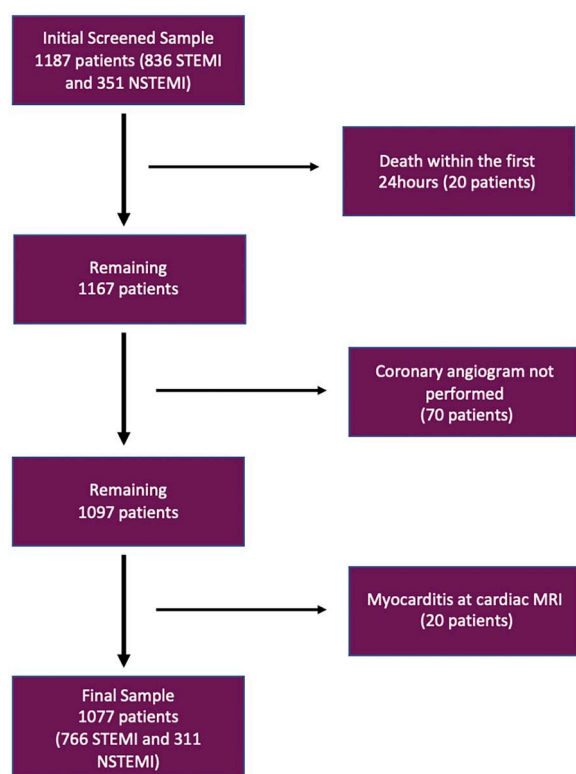 Initial Screened Sample
1187 patients (836 STEMI
and 351 NSTEMI)
Death within the first
24hours (20 patients)
Remaining
1167 patients
Coronary angiogram not
performed
(70 patients)
Remaining
1097 patients
Myocarditis at cardiac MRI
(20 patients)
Final Sample
1077 patients
(766 STEMI and 311
NSTEMI)